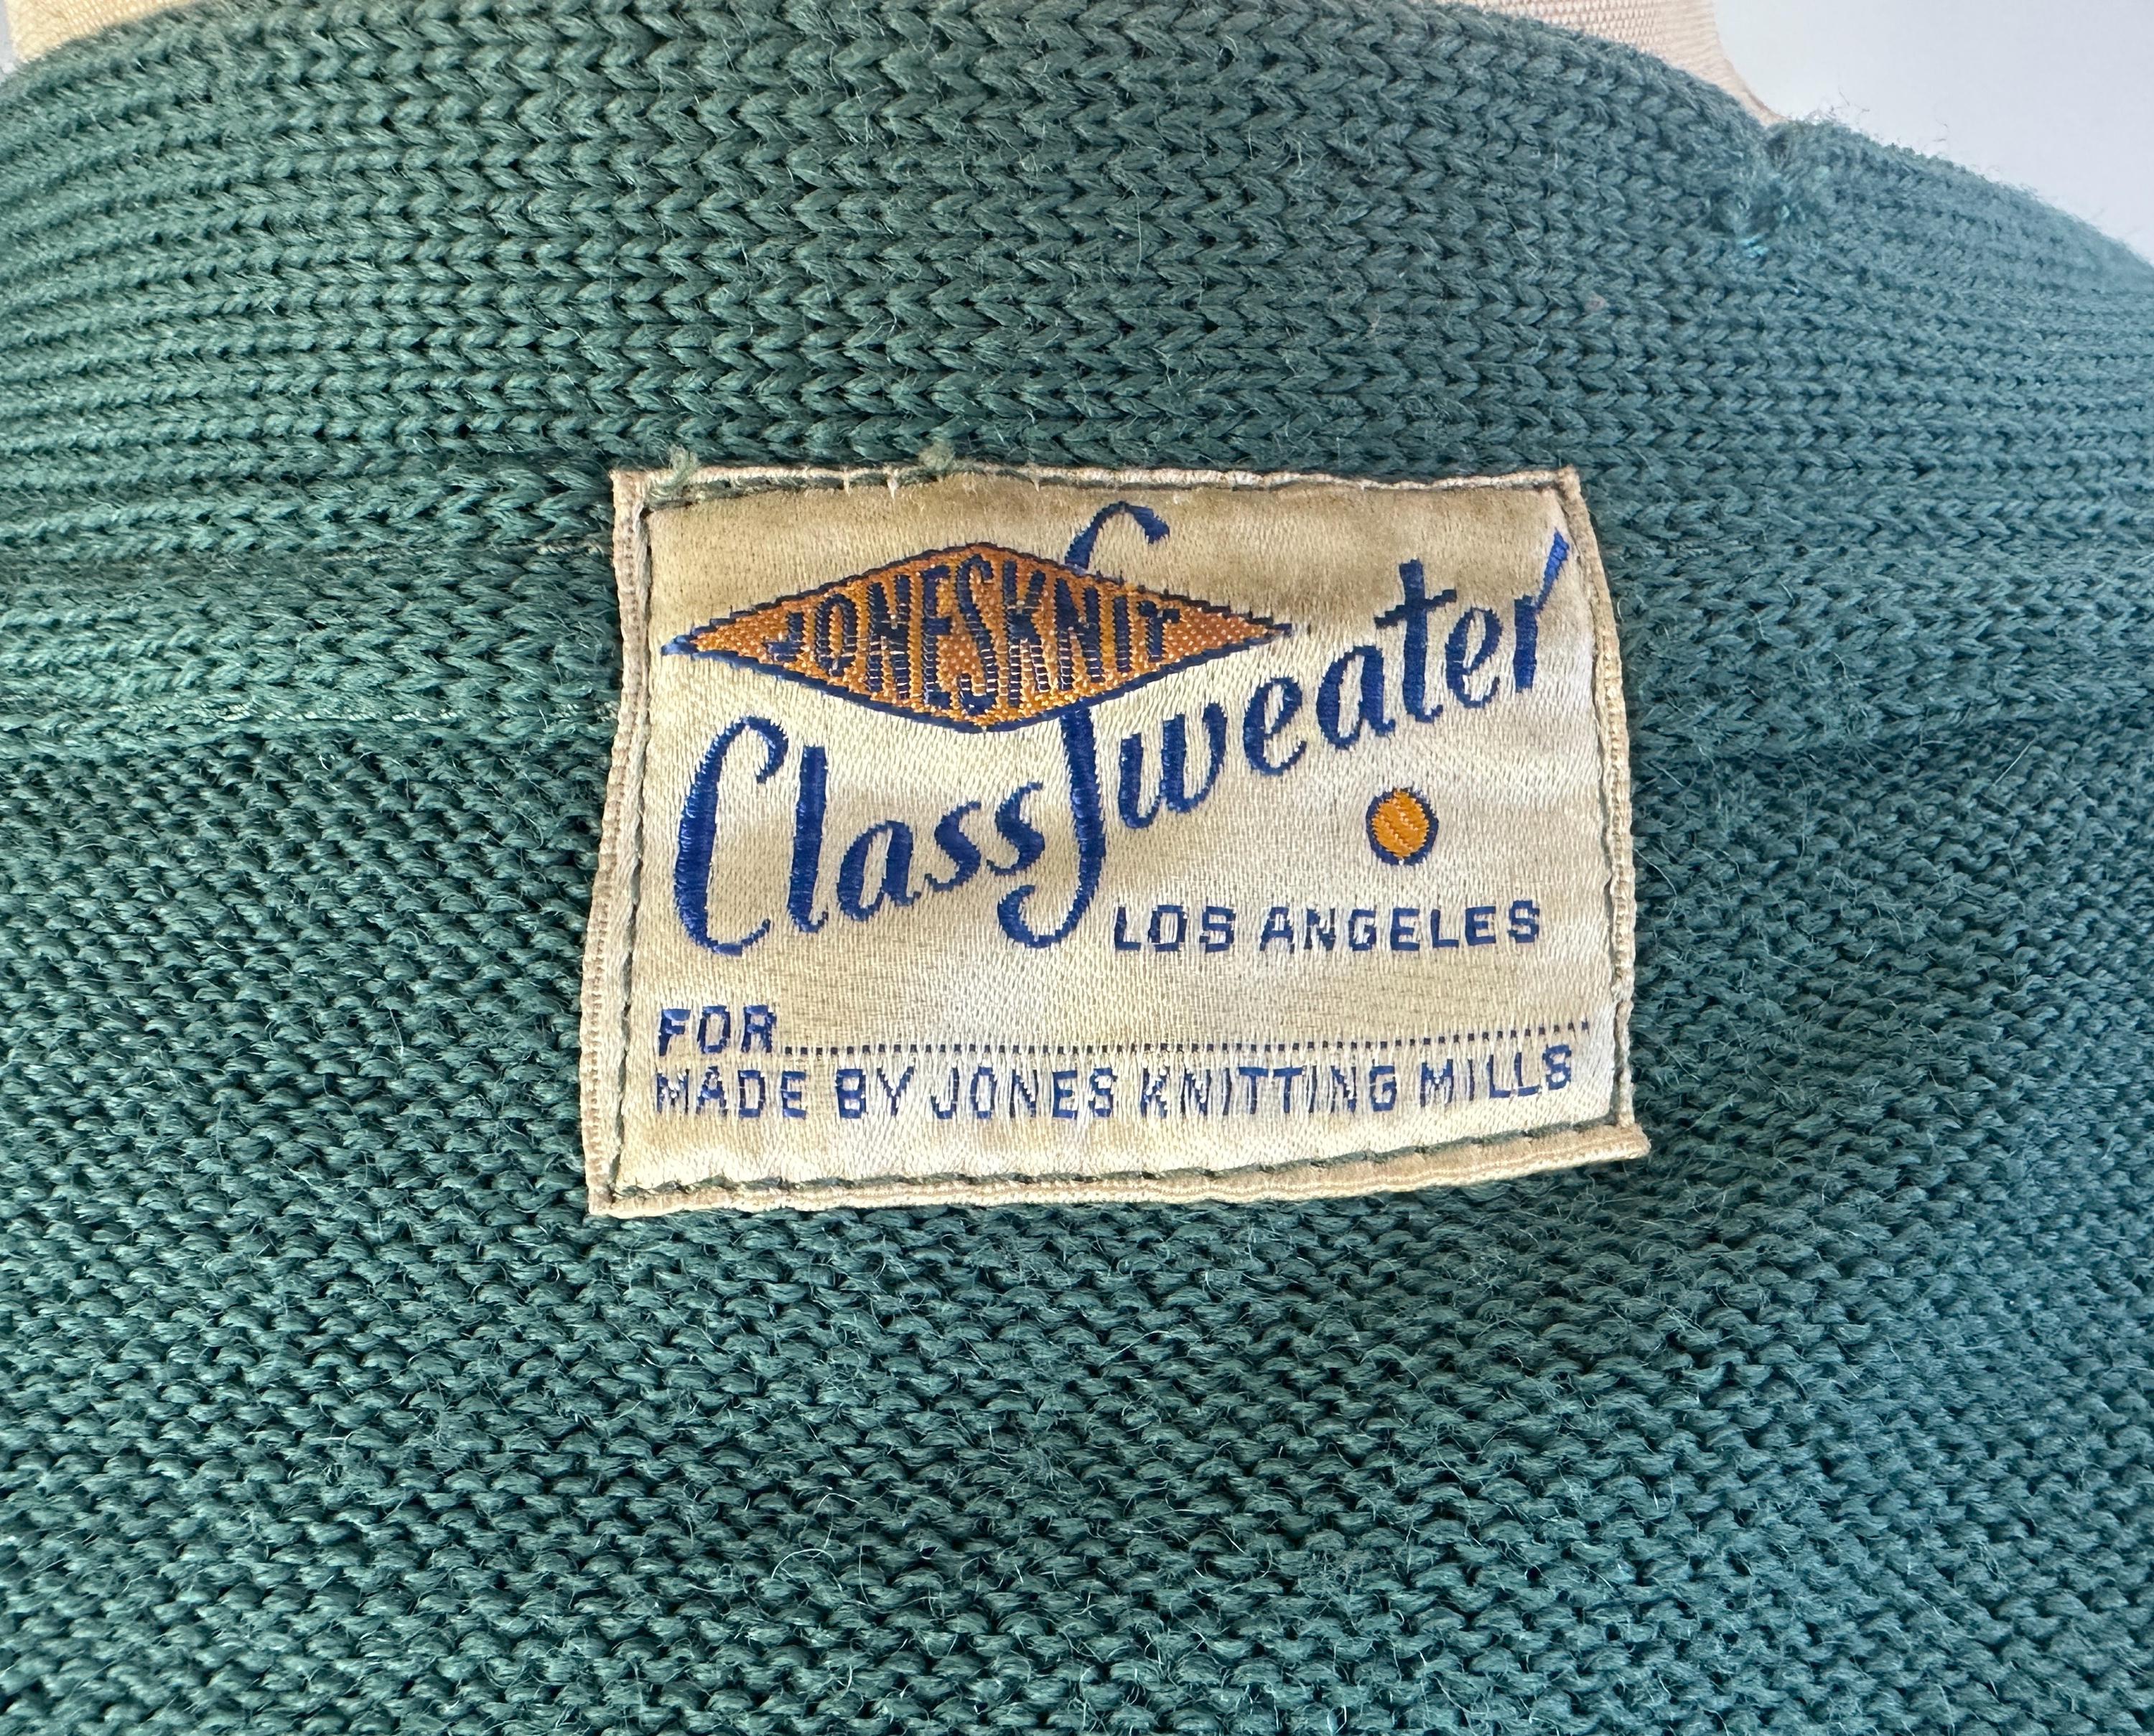 JONESKNIT
Class Sweater
LOS ANGELES
FOR..............................
MADE BY JONES KNITTING MILLS